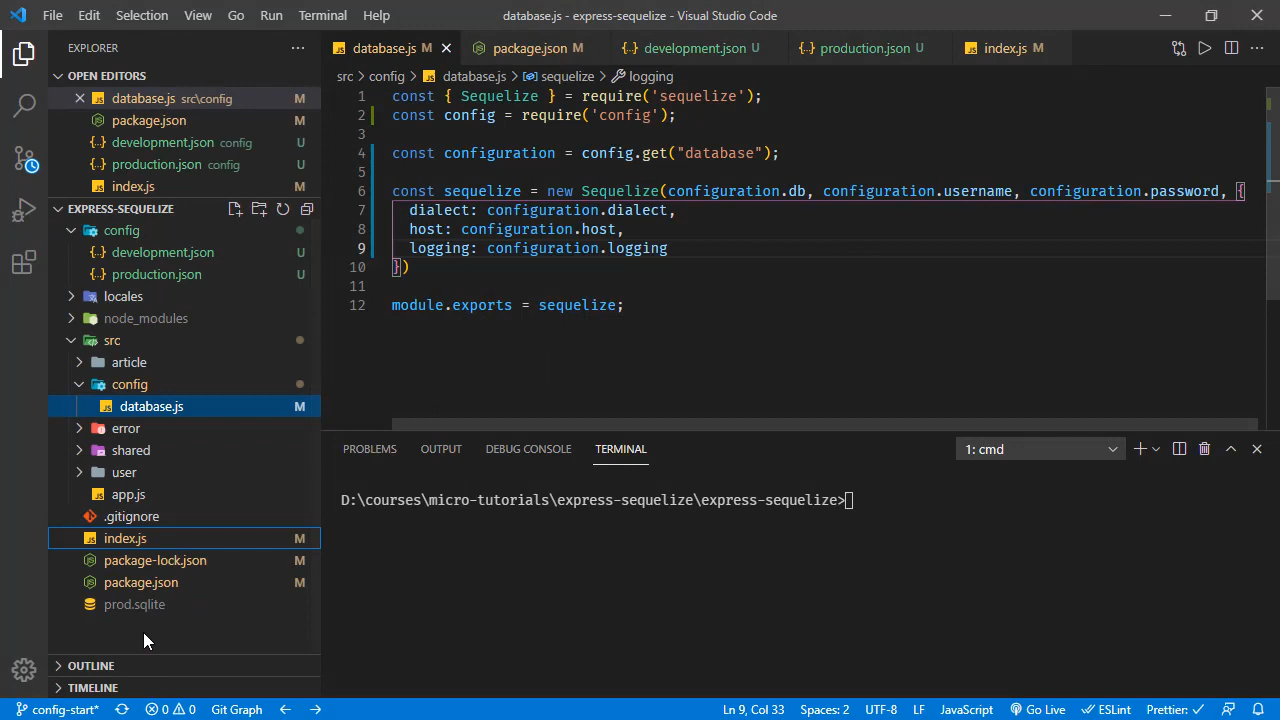 File Edit Selection View Go Run Terminal Help database.js - express-sequelize - Visual Studio Code
EXPLORER
OPEN EDITORS
database.js src\config M
package.json
development.json config U
production.json config U
index.js M
EXPRESS-SEQUELIZE
config
development.json U
production.json U
locales
node_modules
src
article
config
database.js M
error
shared
user
app.js
.gitignore
index.js M
package-lock.json M
package.json M
prod.sqlite
OUTLINE
TIMELINE
database.js M package.json M development.json U production.json U index.js M
src > config > database.js > sequelize > logging
1 const { Sequelize } = require('sequelize');
2 const config = require('config');
3
4 const configuration = config.get("database");
5
6 const sequelize = new Sequelize(configuration.db, configuration.username, configuration.password, {
7 dialect: configuration.dialect,
8 host: configuration.host,
9 logging: configuration.logging
10 })
11
12 module.exports = sequelize;
PROBLEMS OUTPUT DEBUG CONSOLE TERMINAL 1: cmd
D:\courses\micro-tutorials\express-sequelize\express-sequelize>
config-start* 0 0 Git Graph Ln 9, Col 33 Spaces: 2 UTF-8 LF JavaScript Go Live ESLint Prettier: